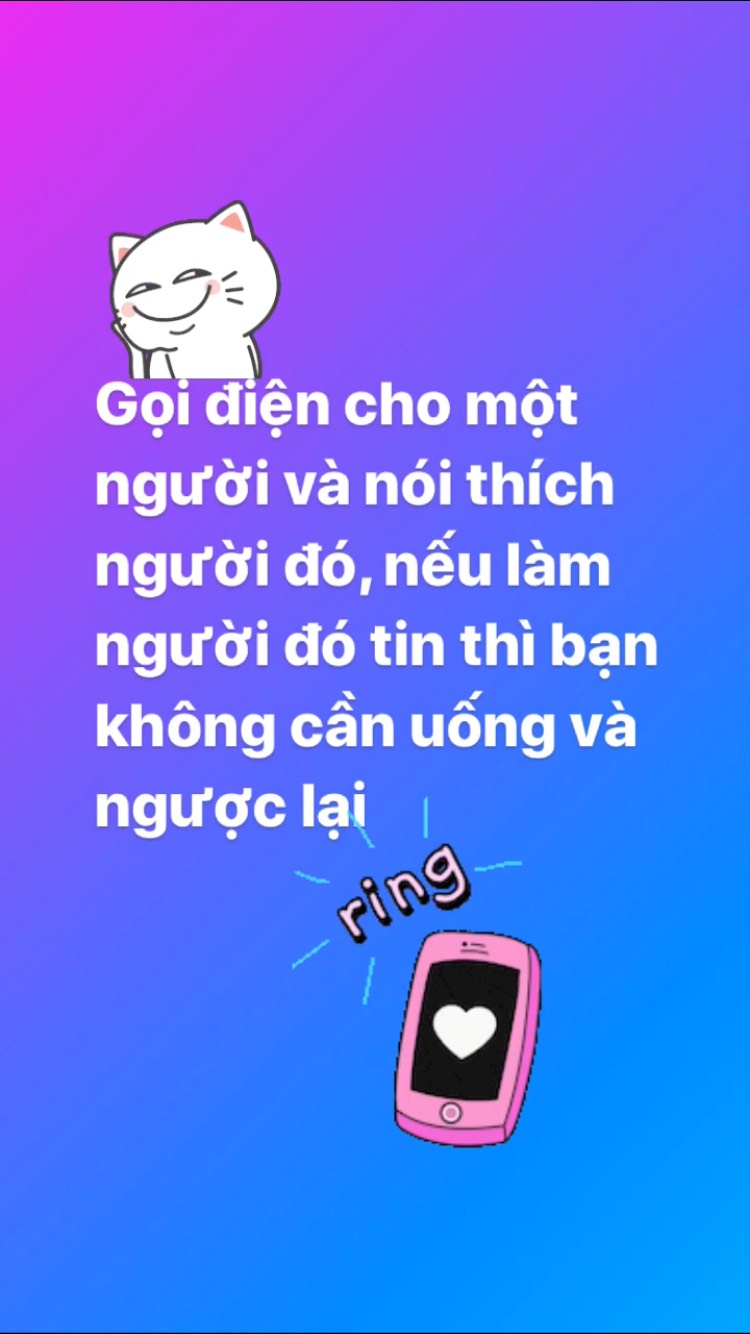 Gọi điện cho một
người và nói thích
người đó, nếu làm
người đó tin thì bạn
không cần uống và
ngược lại
ring